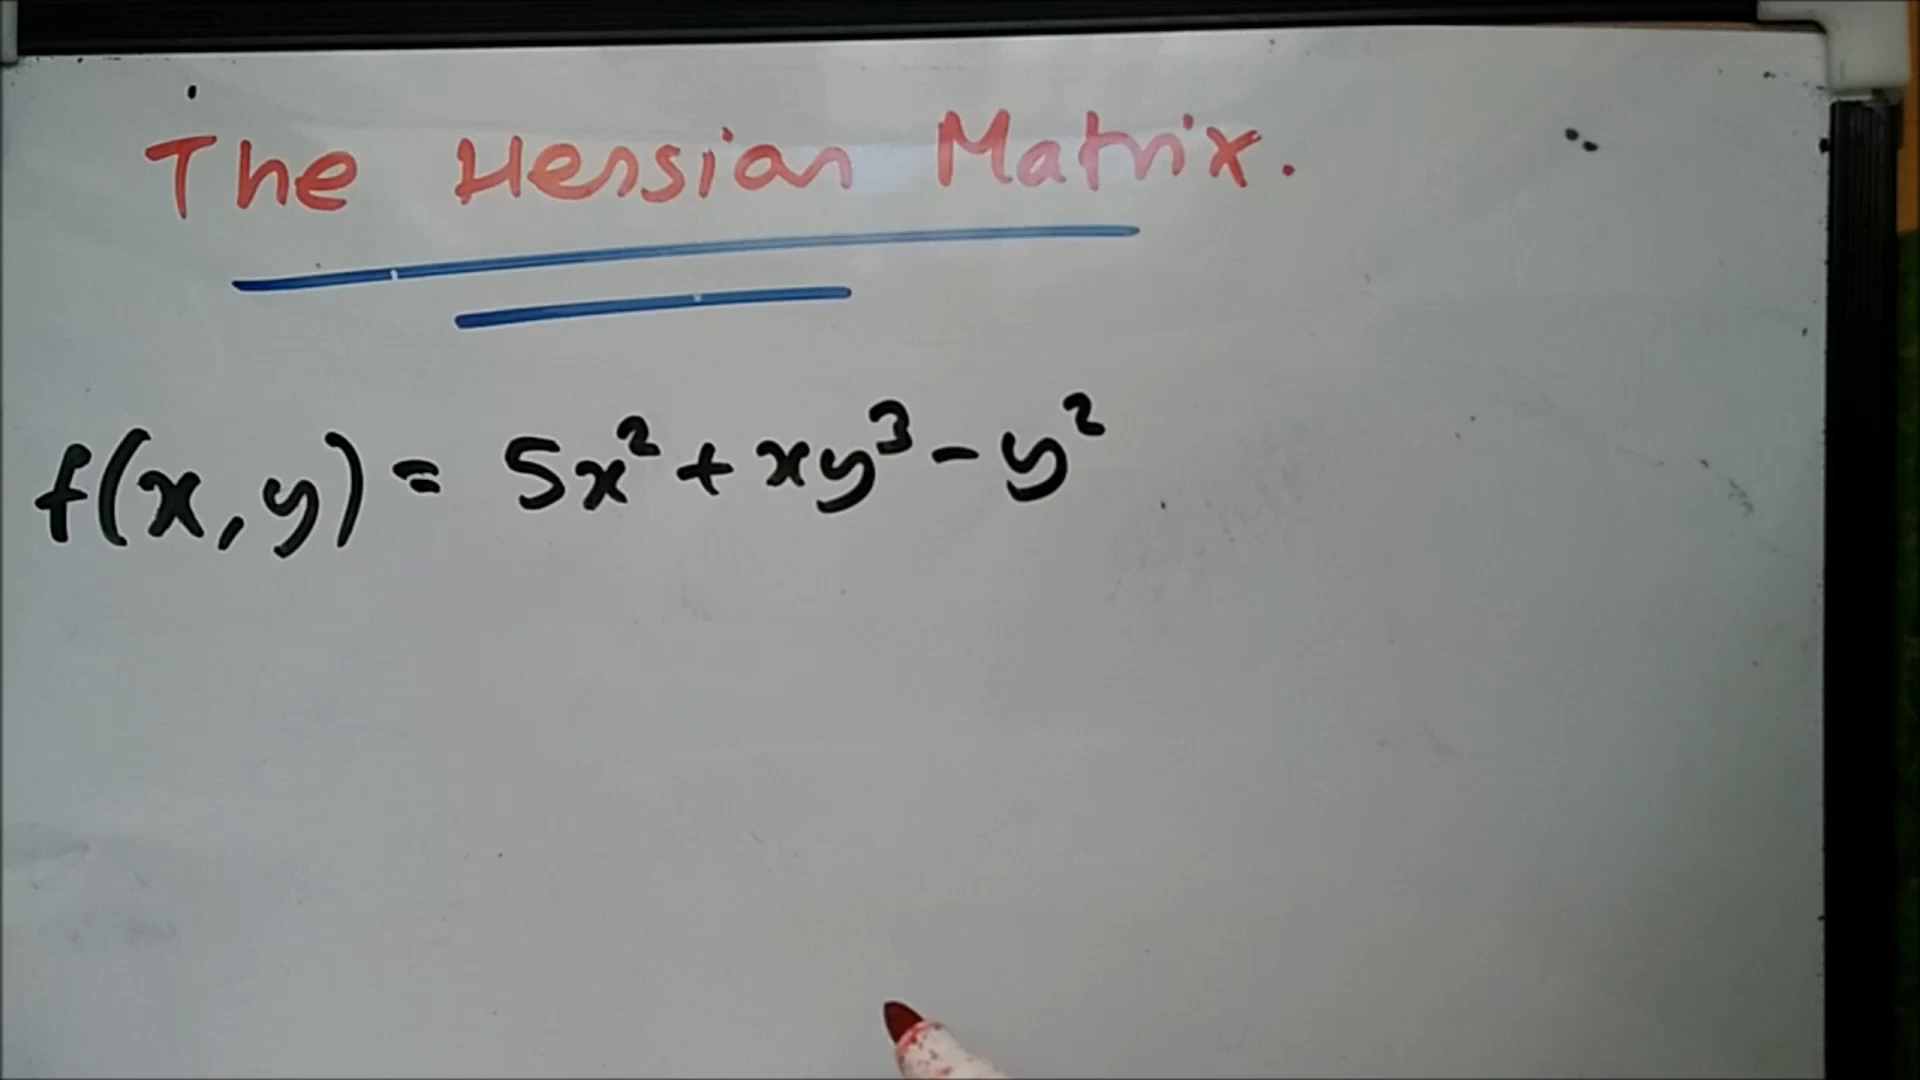 The Hessian Matrix.
f(x,y) = 5x² + xy³ - y²